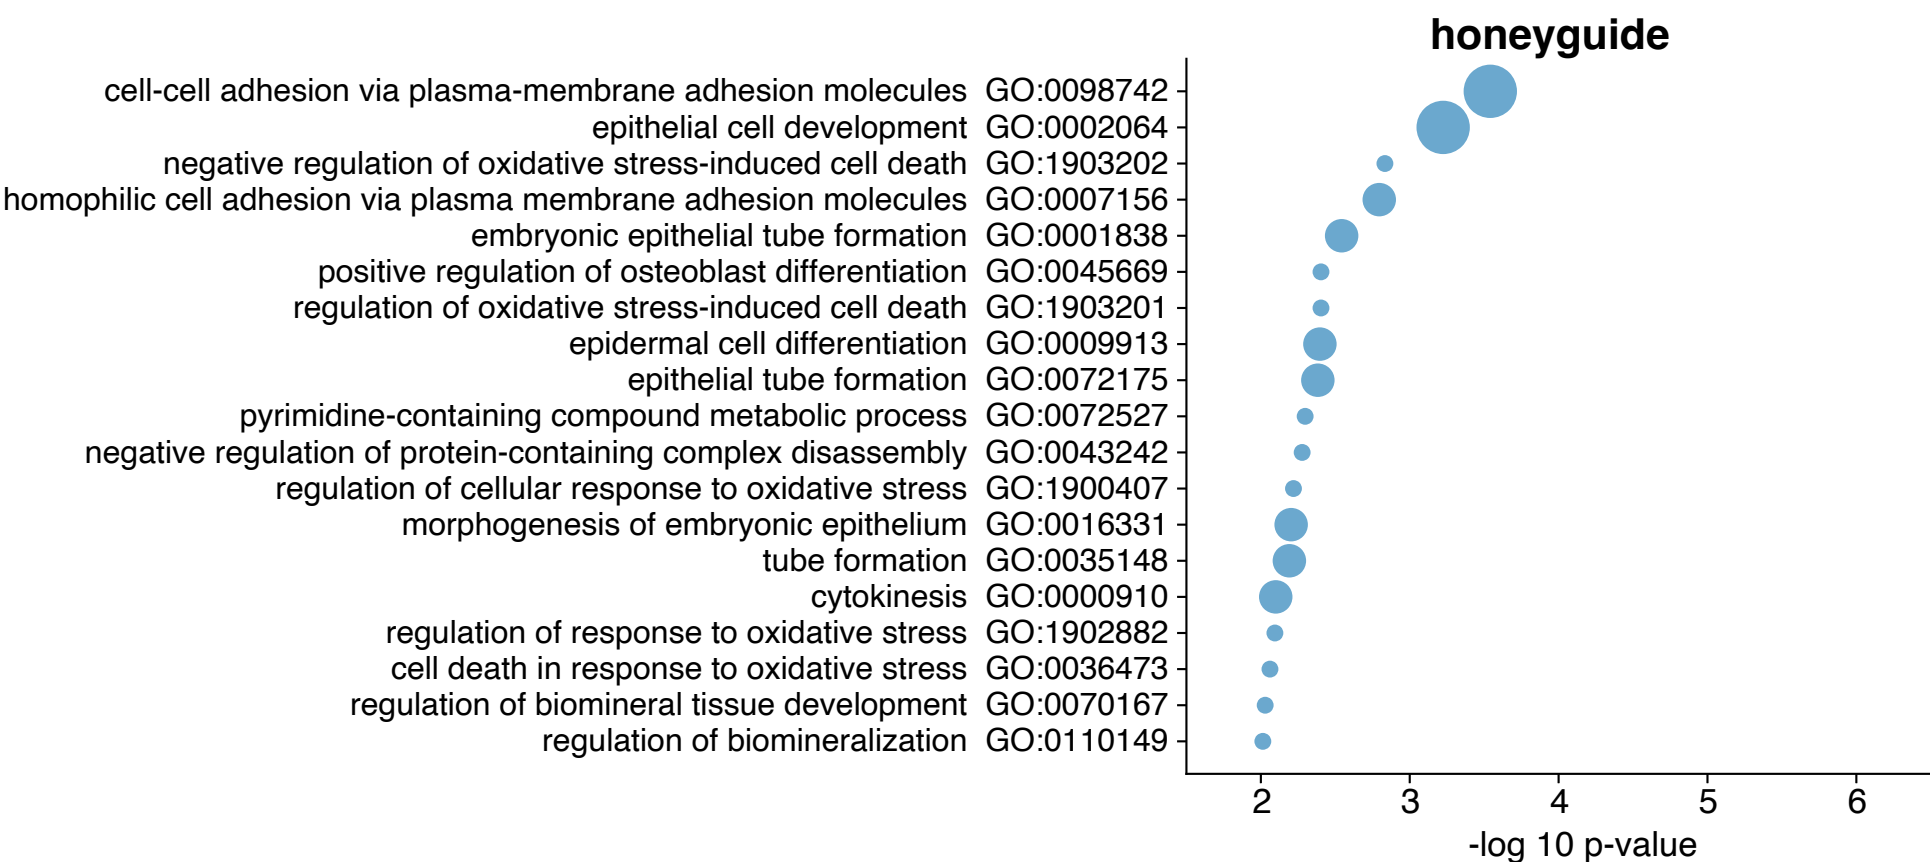 honeyguide
cell-cell adhesion via plasma-membrane adhesion molecules GO:0098742
epithelial cell development GO:0002064
negative regulation of oxidative stress-induced cell death GO:1903202
homophilic cell adhesion via plasma membrane adhesion molecules GO:0007156
embryonic epithelial tube formation GO:0001838
positive regulation of osteoblast differentiation GO:0045669
regulation of oxidative stress-induced cell death GO:1903201
epidermal cell differentiation GO:0009913
epithelial tube formation GO:0072175
pyrimidine-containing compound metabolic process GO:0072527
negative regulation of protein-containing complex disassembly GO:0043242
regulation of cellular response to oxidative stress GO:1900407
morphogenesis of embryonic epithelium GO:0016331
tube formation GO:0035148
cytokinesis GO:0000910
regulation of response to oxidative stress GO:1902882
cell death in response to oxidative stress GO:0036473
regulation of biomineral tissue development GO:0070167
regulation of biomineralization GO:0110149
2 3 4 5 6
-log 10 p-value